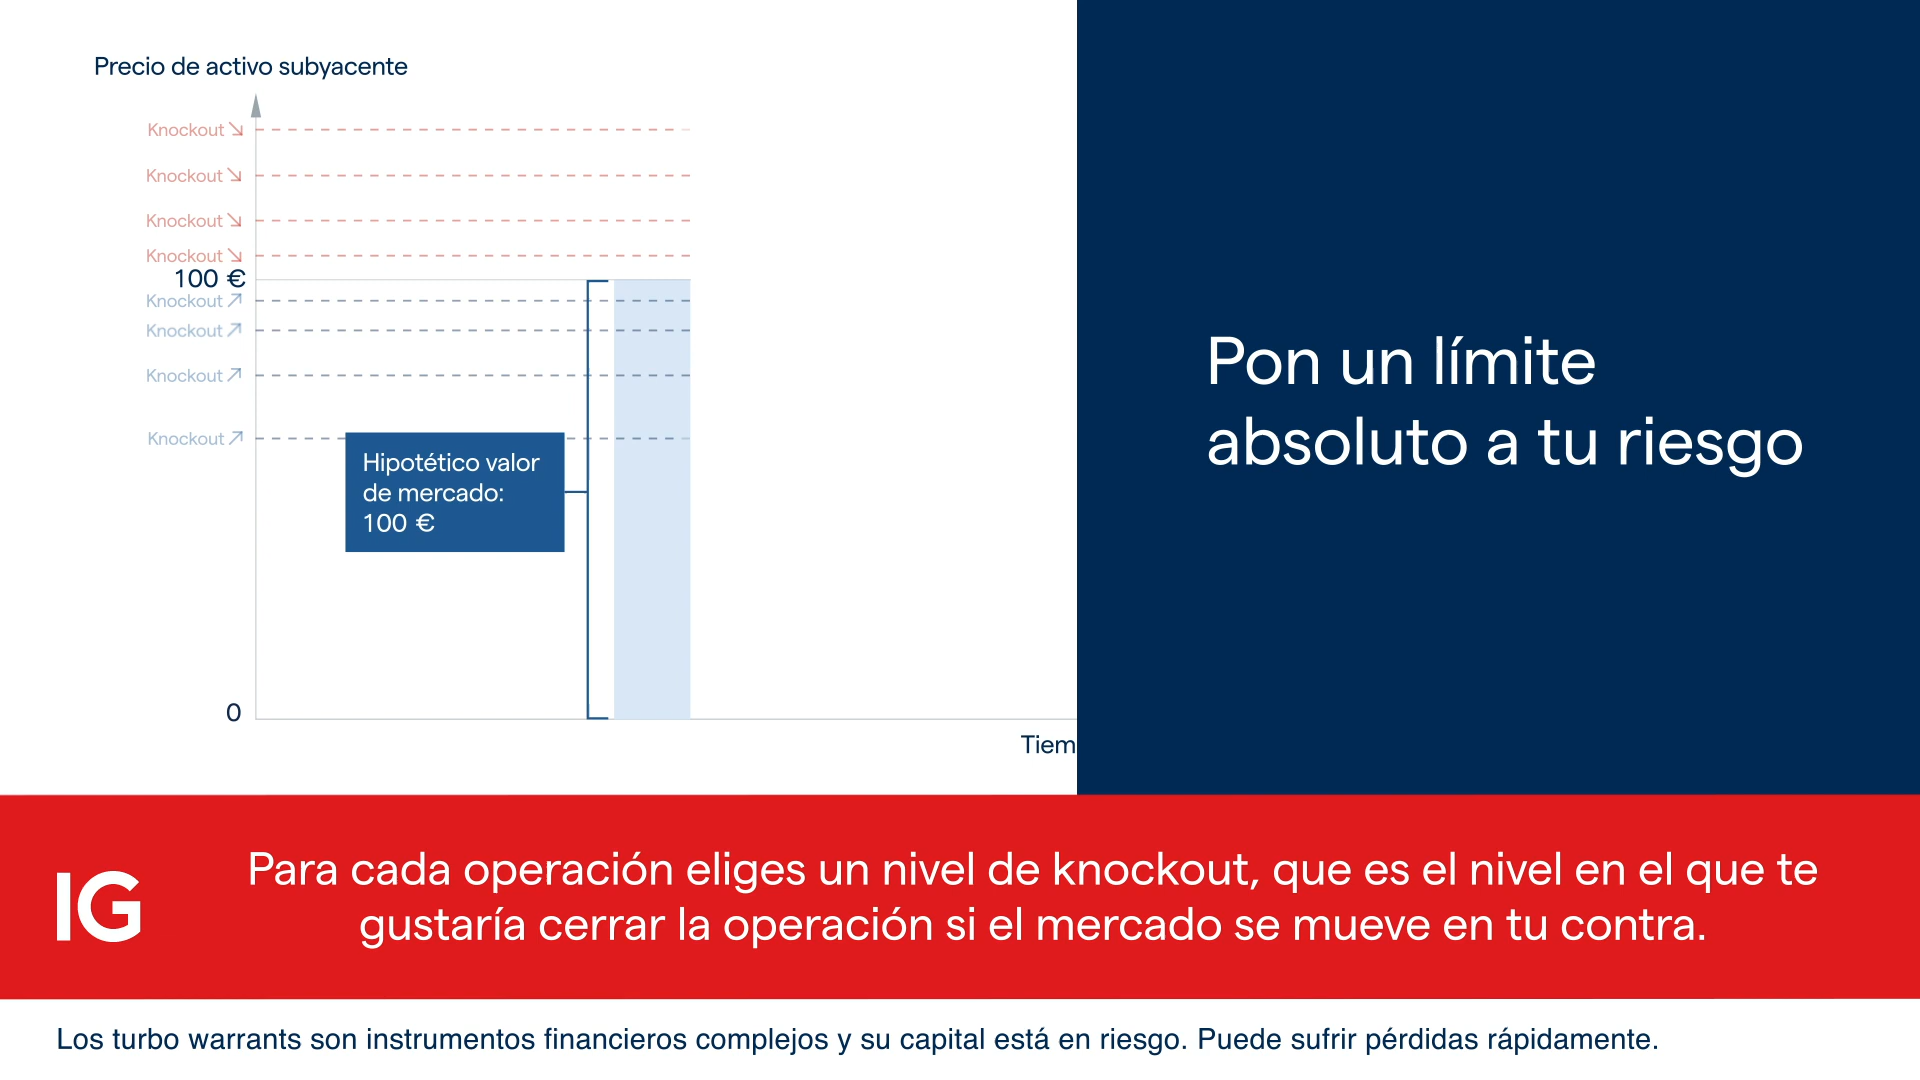 Precio de activo subyacente
Knockout ↘
Knockout ↘
Knockout ↘
Knockout ↘
100 €
Knockout ↗
Knockout ↗
Knockout ↗
Knockout ↗
Hipotético valor
de mercado:
100 €
0
Tiem
Pon un límite
absoluto a tu riesgo
IG
Para cada operación eliges un nivel de knockout, que es el nivel en el que te
gustaría cerrar la operación si el mercado se mueve en tu contra.
Los turbo warrants son instrumentos financieros complejos y su capital está en riesgo. Puede sufrir pérdidas rápidamente.